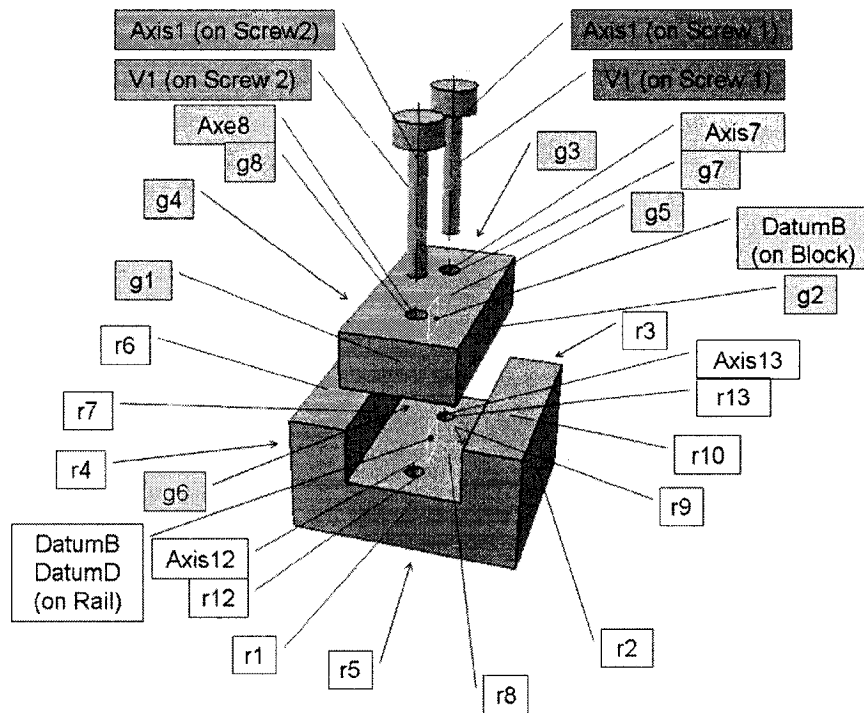 Axis1 (on Screw2)
Axis1 (on Screw 1)
V1 (on Screw 2)
V1 (on Screw 1)
Axe8
Axis7
g8
g3
g7
g4
g5
DatumB
(on Block)
g1
g2
r6
r3
Axis13
r7
r13
r4
r10
g6
r9
DatumB
DatumD
(on Rail)
Axis12
r12
r1
r5
r2
r8